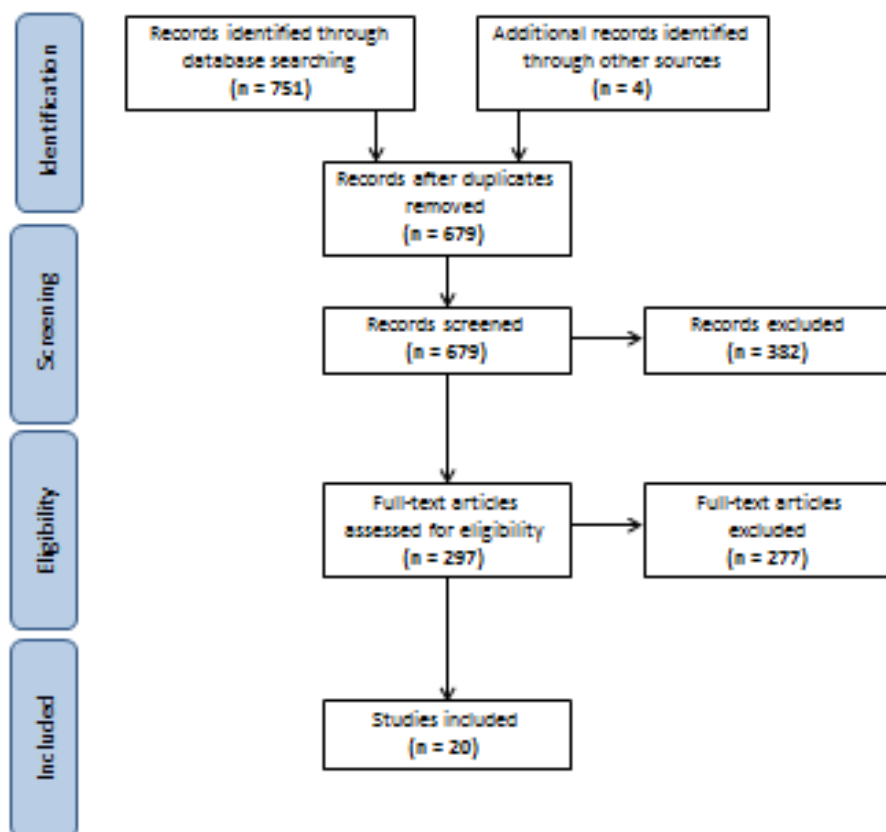 Identification
Records identified through
database searching
(n = 751)
Additional records identified
through other sources
(n = 4)
Records after duplicates
removed
(n = 679)
Screening
Records screened
(n = 679)
Records excluded
(n = 382)
Eligibility
Full-text articles
assessed for eligibility
(n = 297)
Full-text articles
excluded
(n = 277)
Included
Studies included
(n = 20)